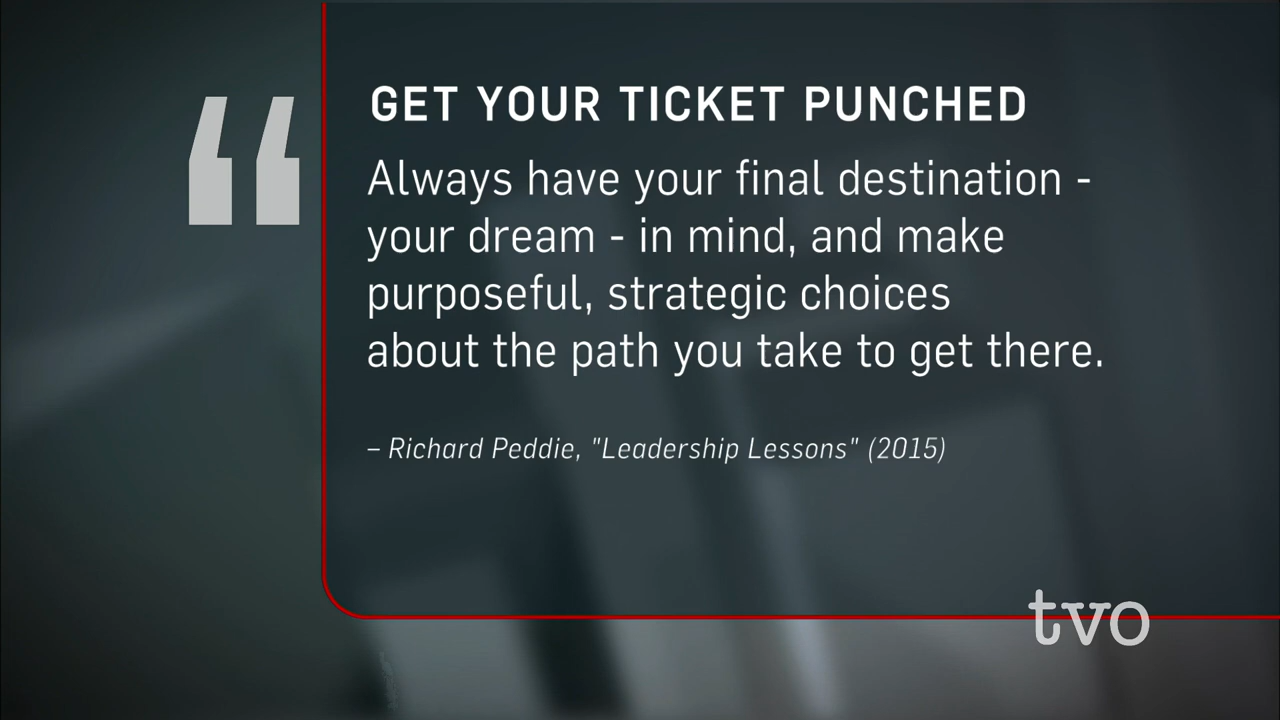 “
GET YOUR TICKET PUNCHED
Always have your final destination -
your dream - in mind, and make
purposeful, strategic choices
about the path you take to get there.
– Richard Peddie, "Leadership Lessons" (2015)
tvo